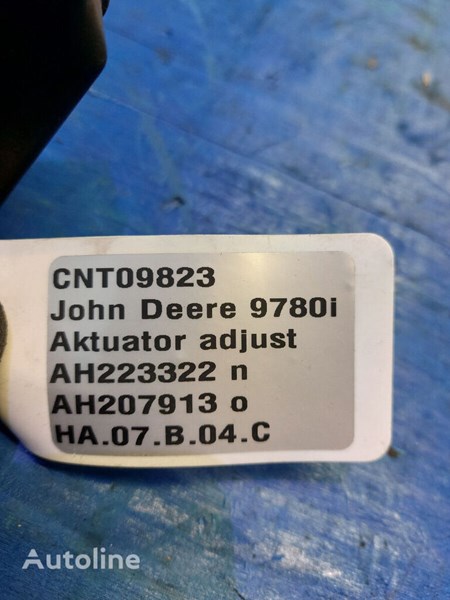 CNT09823
John Deere 9780i
Aktuator adjust
AH223322 n
AH207913 o
HA.07.B.04.C
Autoline